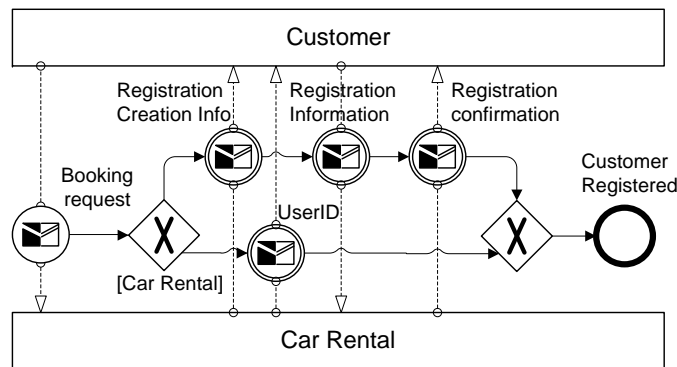 Customer
Registration
Creation Info
Registration
Information
Registration
confirmation
Booking
request
Customer
Registered
UserID
[Car Rental]
Car Rental